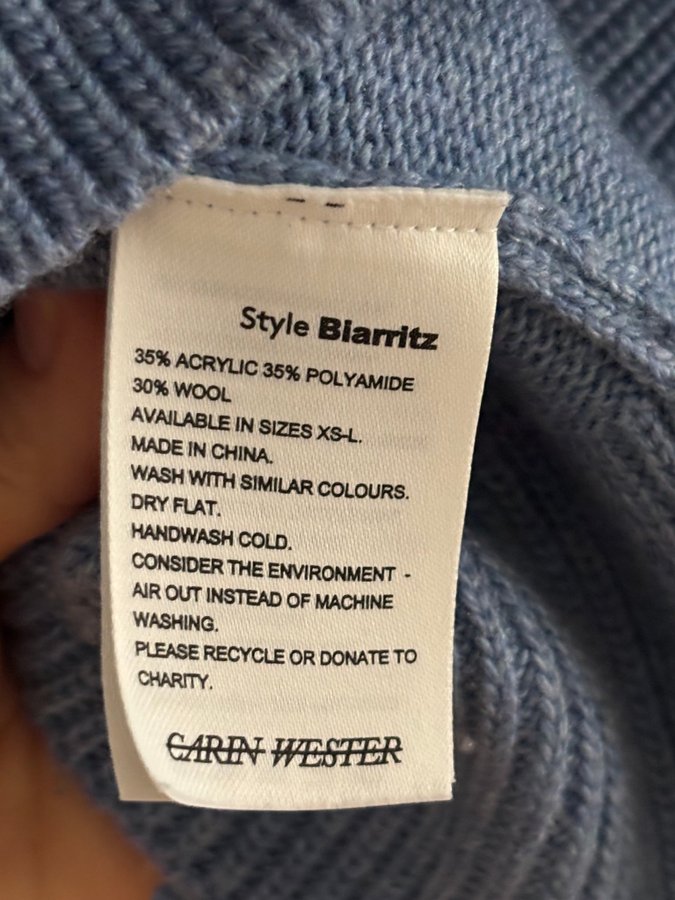 Style Biarritz
35% ACRYLIC 35% POLYAMIDE
30% WOOL
AVAILABLE IN SIZES XS-L.
MADE IN CHINA.
WASH WITH SIMILAR COLOURS.
DRY FLAT.
HANDWASH COLD.
CONSIDER THE ENVIRONMENT -
AIR OUT INSTEAD OF MACHINE
WASHING.
PLEASE RECYCLE OR DONATE TO
CHARITY.
CARIN WESTER